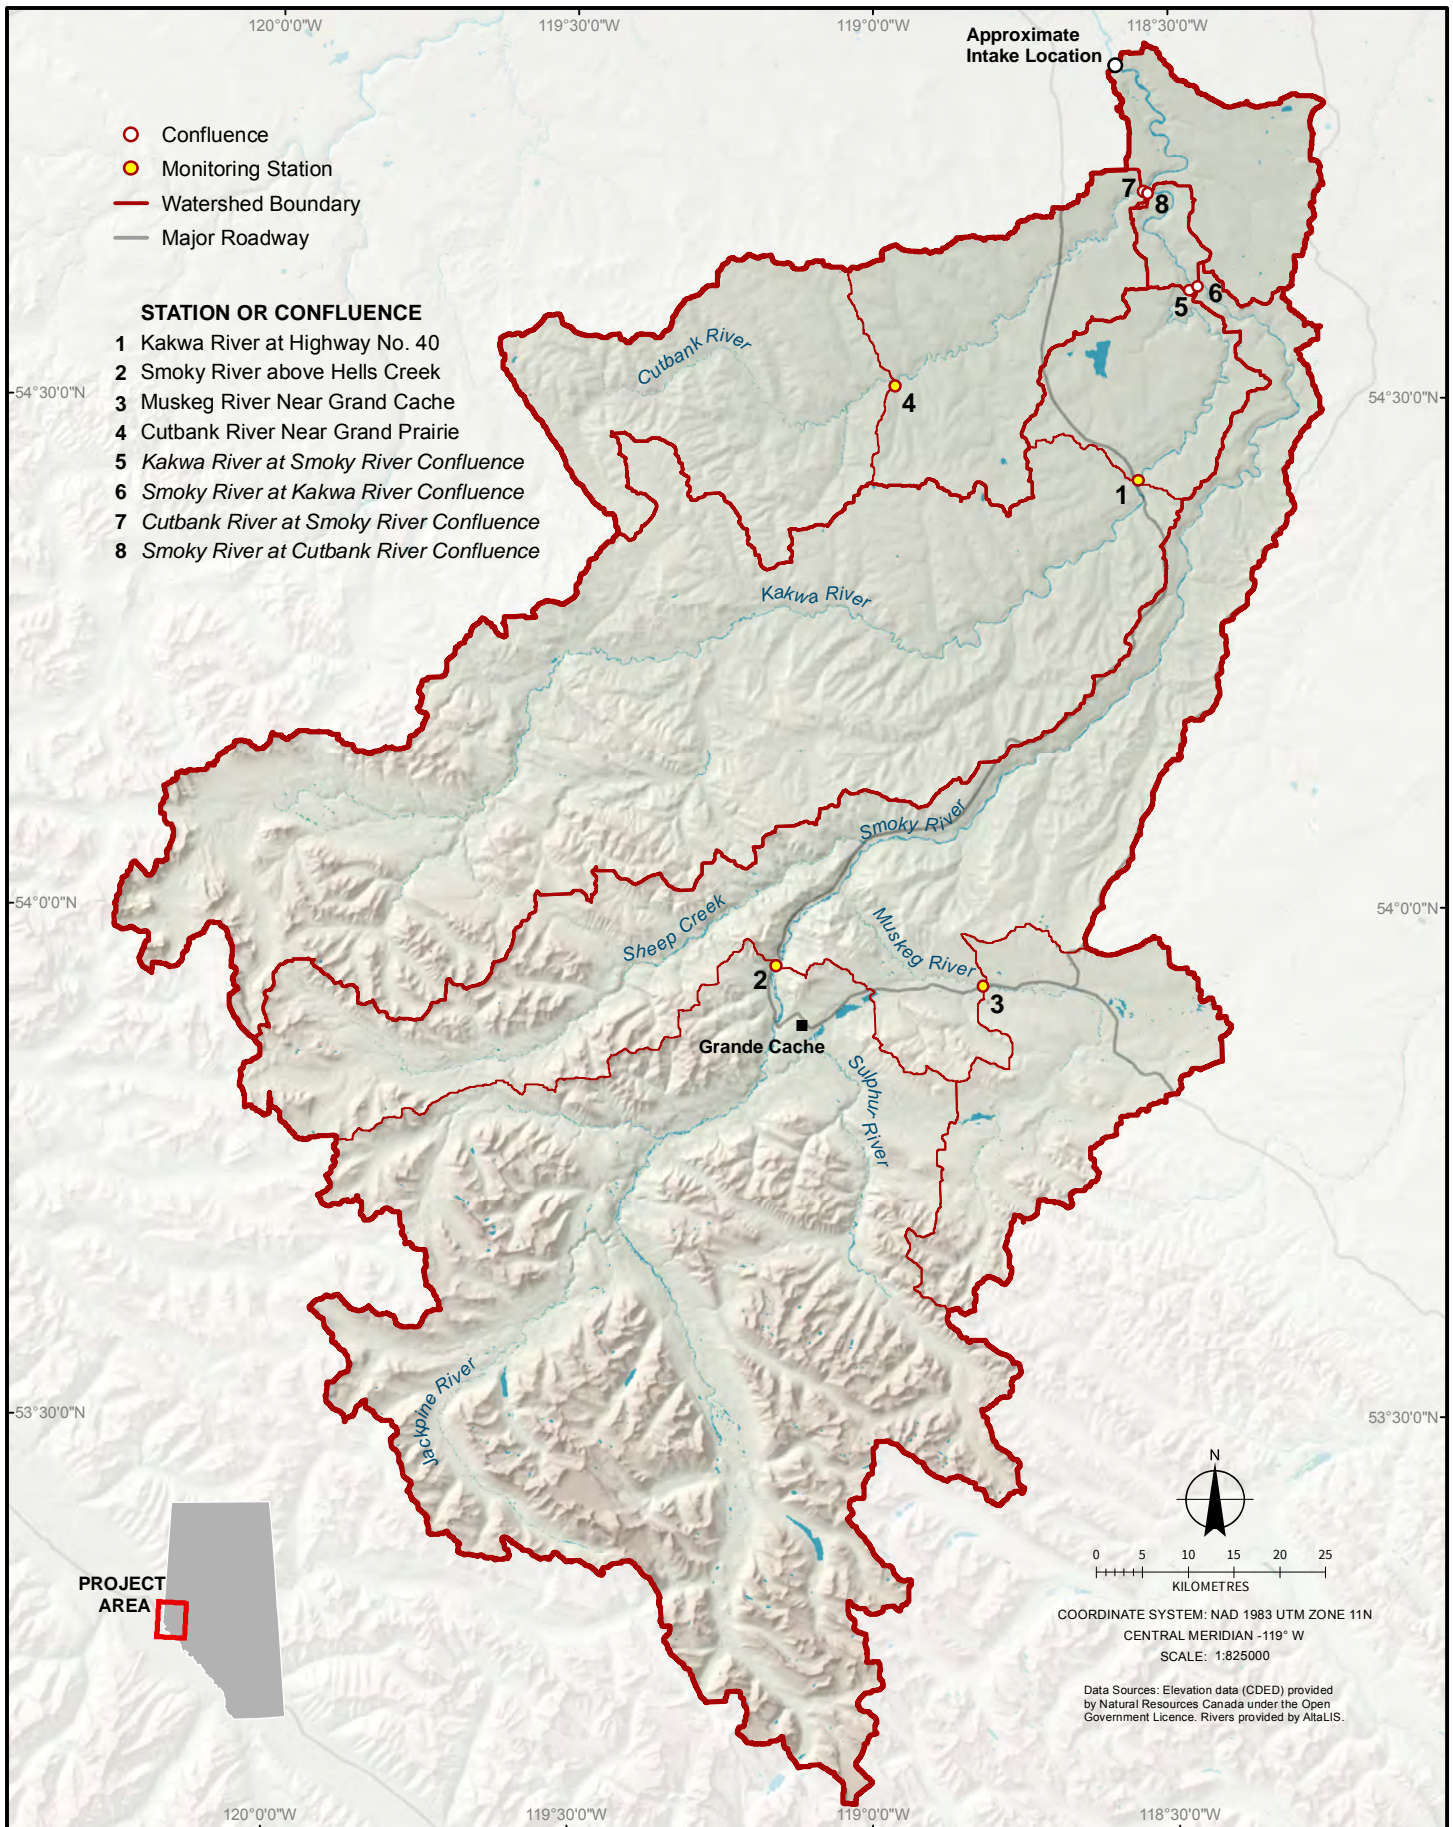 120°0'0"W
119°30'0"W
119°0'0"W
118°30'0"W
Approximate
Intake Location
Confluence
Monitoring Station
Watershed Boundary
Major Roadway
STATION OR CONFLUENCE
1 Kakwa River at Highway No. 40
2 Smoky River above Hells Creek
3 Muskeg River Near Grand Cache
4 Cutbank River Near Grand Prairie
5 Kakwa River at Smoky River Confluence
6 Smoky River at Kakwa River Confluence
7 Cutbank River at Smoky River Confluence
8 Smoky River at Cutbank River Confluence
7
8
6
5
Cutbank River
4
54°30'0"N
54°30'0"N
1
Kakwa River
Smoky River
54°0'0"N
54°0'0"N
Sheep Creek
Muskeg River
2
3
Grande Cache
Sulphur River
Jackpine River
53°30'0"N
53°30'0"N
N
0 5 10 15 20 25
KILOMETRES
COORDINATE SYSTEM: NAD 1983 UTM ZONE 11N
CENTRAL MERIDIAN -119° W
SCALE: 1:825000
Data Sources: Elevation data (CDED) provided
by Natural Resources Canada under the Open
Government Licence. Rivers provided by AltaLIS.
PROJECT
AREA
120°0'0"W
119°30'0"W
119°0'0"W
118°30'0"W